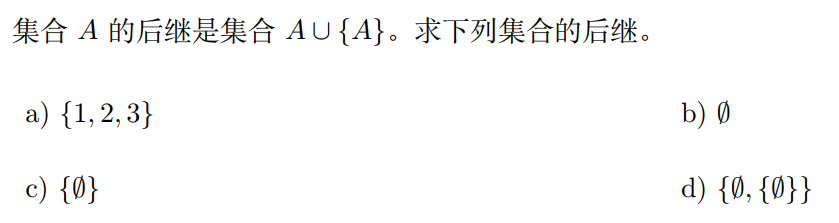 集合 A 的后继是集合 A ∪ {A}。求下列集合的后继。
a) {1, 2, 3} b) ∅
c) {∅} d) {∅, {∅}}